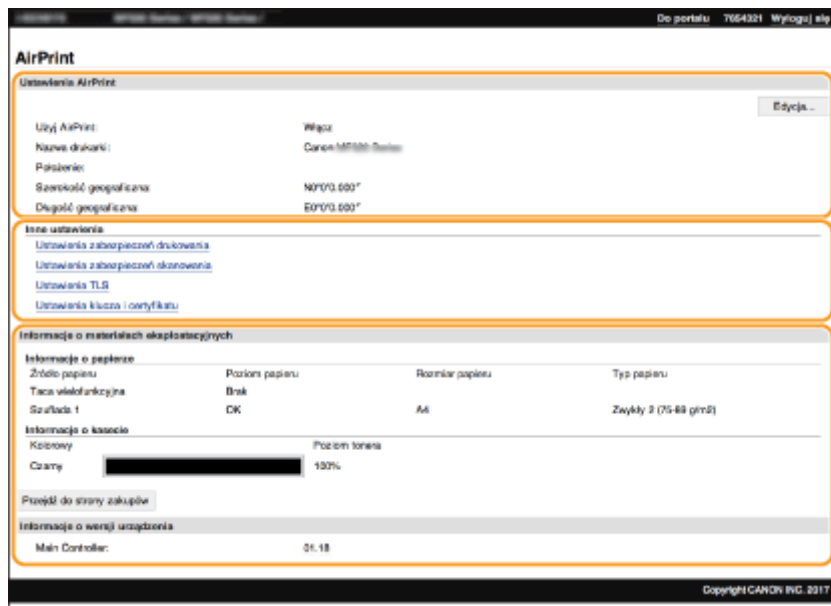 Do portalu 7654321 Wyloguj się
AirPrint
Ustawienia AirPrint
Edycja...
Użyj AirPrint: Włącz
Nazwa drukarki: Canon
Położenie:
Szerokość geograficzna: N0°0'0.000"
Długość geograficzna: E0°0'0.000"
Inne ustawienia
Ustawienia zabezpieczeń drukowania
Ustawienia zabezpieczeń skanowania
Ustawienia TLS
Ustawienia klucza i certyfikatu
Informacje o materiałach eksploatacyjnych
Informacje o papierze
Źródło papieru Poziom papieru Rozmiar papieru Typ papieru
Taca wielofunkcyjna Brak
Szuflada 1 OK A4 Zwykły 2 (75-89 g/m2)
Informacje o kasecie
Kolorowy Poziom tonera
Czarny 100%
Przejdź do strony zakupów
Informacje o wersji urządzenia
Main Controller: 01.18
Copyright CANON INC. 2017